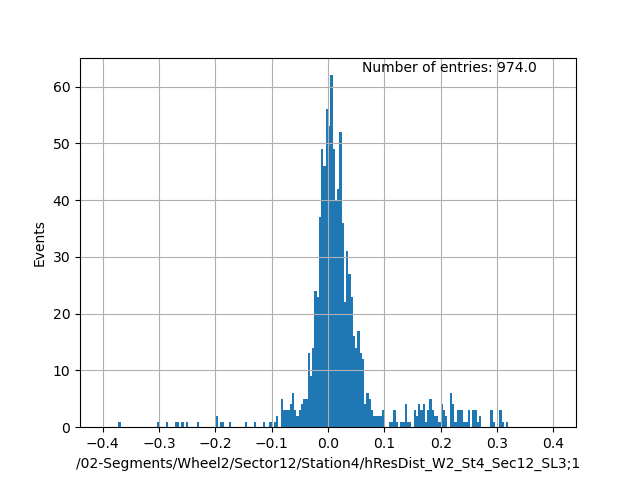 Number of entries: 974.0
60
50
40
30
20
10
0
Events
−0.4 −0.3 −0.2 −0.1 0.0 0.1 0.2 0.3 0.4
/02-Segments/Wheel2/Sector12/Station4/hResDist_W2_St4_Sec12_SL3;1